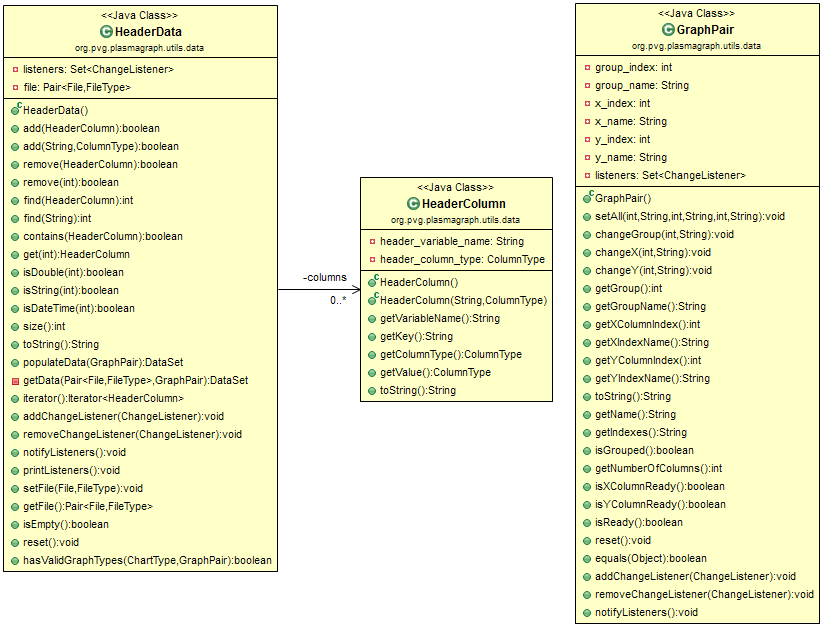 <<Java Class>>
HeaderData
org.pvg.plasmagraph.utils.data
listeners: Set<ChangeListener>
file: Pair<File,FileType>
HeaderData()
add(HeaderColumn):boolean
add(String,ColumnType):boolean
remove(HeaderColumn):boolean
remove(int):boolean
find(HeaderColumn):int
find(String):int
contains(HeaderColumn):boolean
get(int):HeaderColumn
isDouble(int):boolean
isString(int):boolean
isDateTime(int):boolean
size():int
toString():String
populateData(GraphPair):DataSet
getData(Pair<File,FileType>,GraphPair):DataSet
iterator():Iterator<HeaderColumn>
addChangeListener(ChangeListener):void
removeChangeListener(ChangeListener):void
notifyListeners():void
printListeners():void
setFile(File,FileType):void
getFile():Pair<File,FileType>
isEmpty():boolean
reset():void
hasValidGraphTypes(ChartType,GraphPair):boolean
-columns
0..*
<<Java Class>>
HeaderColumn
org.pvg.plasmagraph.utils.data
header_variable_name: String
header_column_type: ColumnType
HeaderColumn()
HeaderColumn(String,ColumnType)
getVariableName():String
getKey():String
getColumnType():ColumnType
getValue():ColumnType
toString():String
<<Java Class>>
GraphPair
org.pvg.plasmagraph.utils.data
group_index: int
group_name: String
x_index: int
x_name: String
y_index: int
y_name: String
listeners: Set<ChangeListener>
GraphPair()
setAll(int,String,int,String,int,String):void
changeGroup(int,String):void
changeX(int,String):void
changeY(int,String):void
getGroup():int
getGroupName():String
getXColumnIndex():int
getXIndexName():String
getYColumnIndex():int
getYIndexName():String
toString():String
getName():String
getIndexes():String
isGrouped():boolean
getNumberOfColumns():int
isXColumnReady():boolean
isYColumnReady():boolean
isReady():boolean
reset():void
equals(Object):boolean
addChangeListener(ChangeListener):void
removeChangeListener(ChangeListener):void
notifyListeners():void